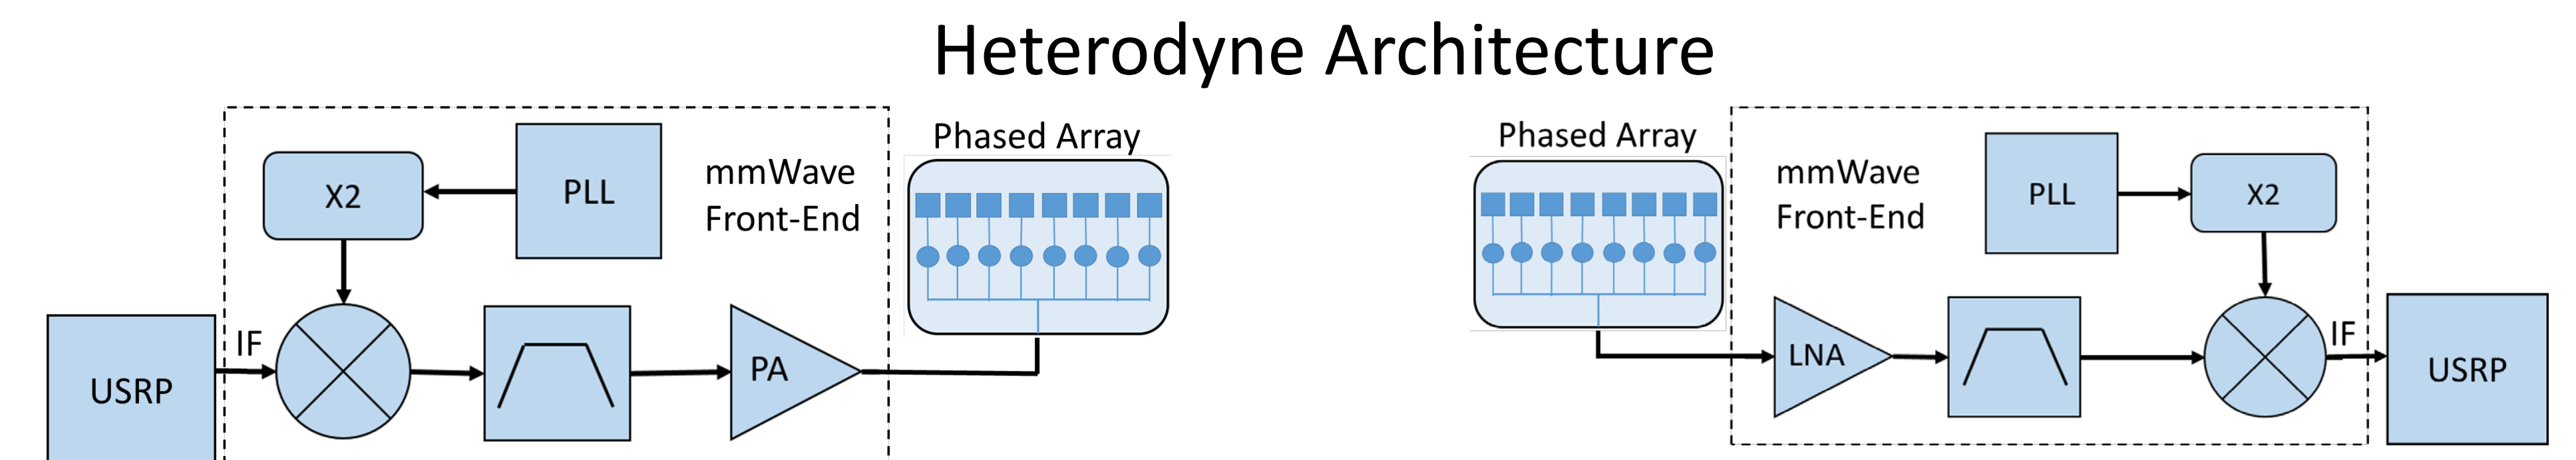 Heterodyne Architecture
X2
PLL
mmWave
Front-End
Phased Array
USRP
IF
PA
Phased Array
mmWave
Front-End
PLL
X2
LNA
IF
USRP